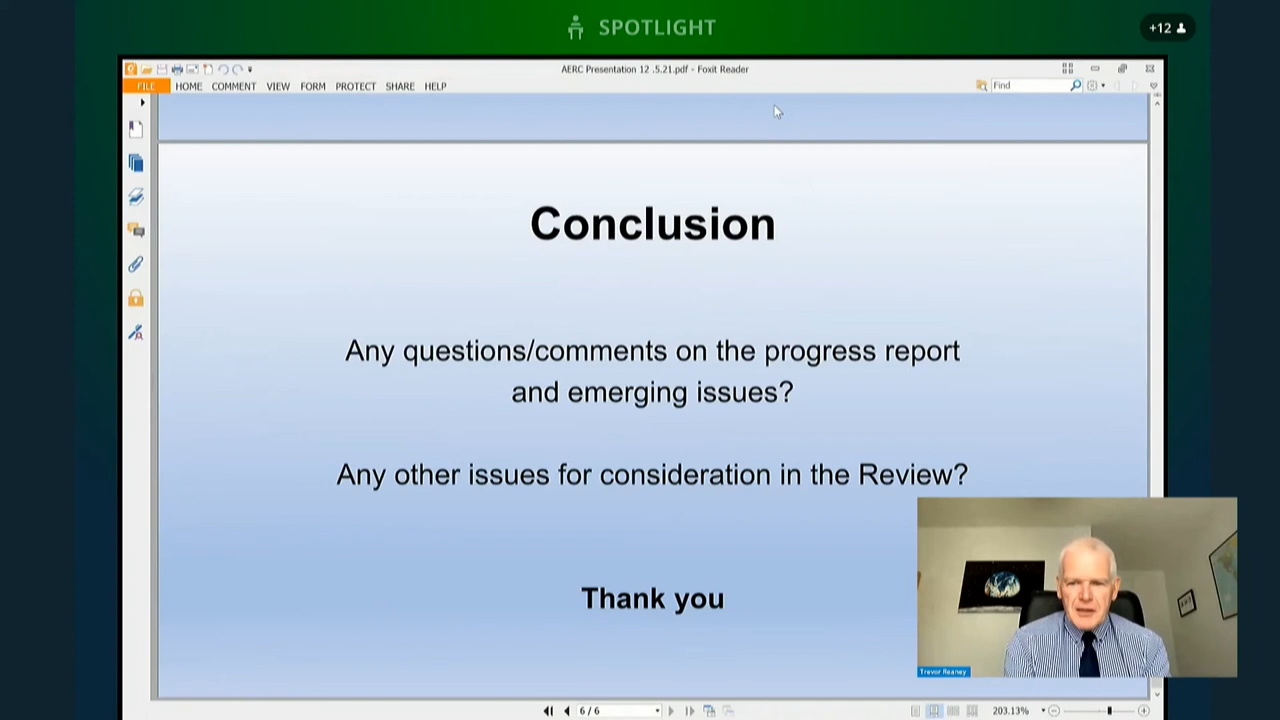 SPOTLIGHT
+12
AERC Presentation 12 .5.21.pdf - Foxit Reader
FILE HOME COMMENT VIEW FORM PROTECT SHARE HELP
Find
Conclusion
Any questions/comments on the progress report
and emerging issues?
Any other issues for consideration in the Review?
Thank you
Trevor Reaney
6 / 6
203.13%